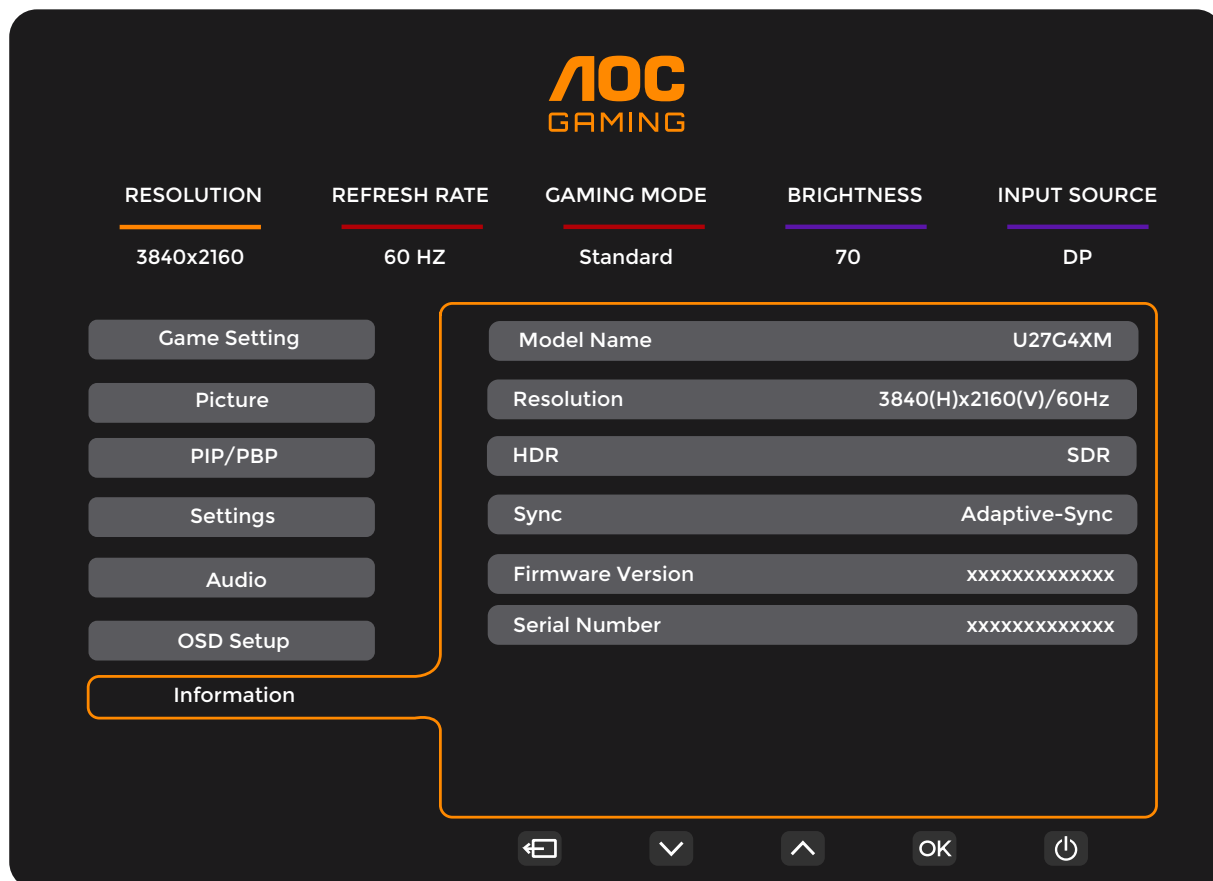 AOC
GAMING
RESOLUTION REFRESH RATE GAMING MODE BRIGHTNESS INPUT SOURCE
3840x2160 60 HZ Standard 70 DP
Game Setting
Model Name U27G4XM
Picture
Resolution 3840(H)x2160(V)/60Hz
PIP/PBP
HDR SDR
Settings
Sync Adaptive-Sync
Audio
Firmware Version xxxxxxxxxxxxx
OSD Setup
Serial Number xxxxxxxxxxxxx
Information
OK